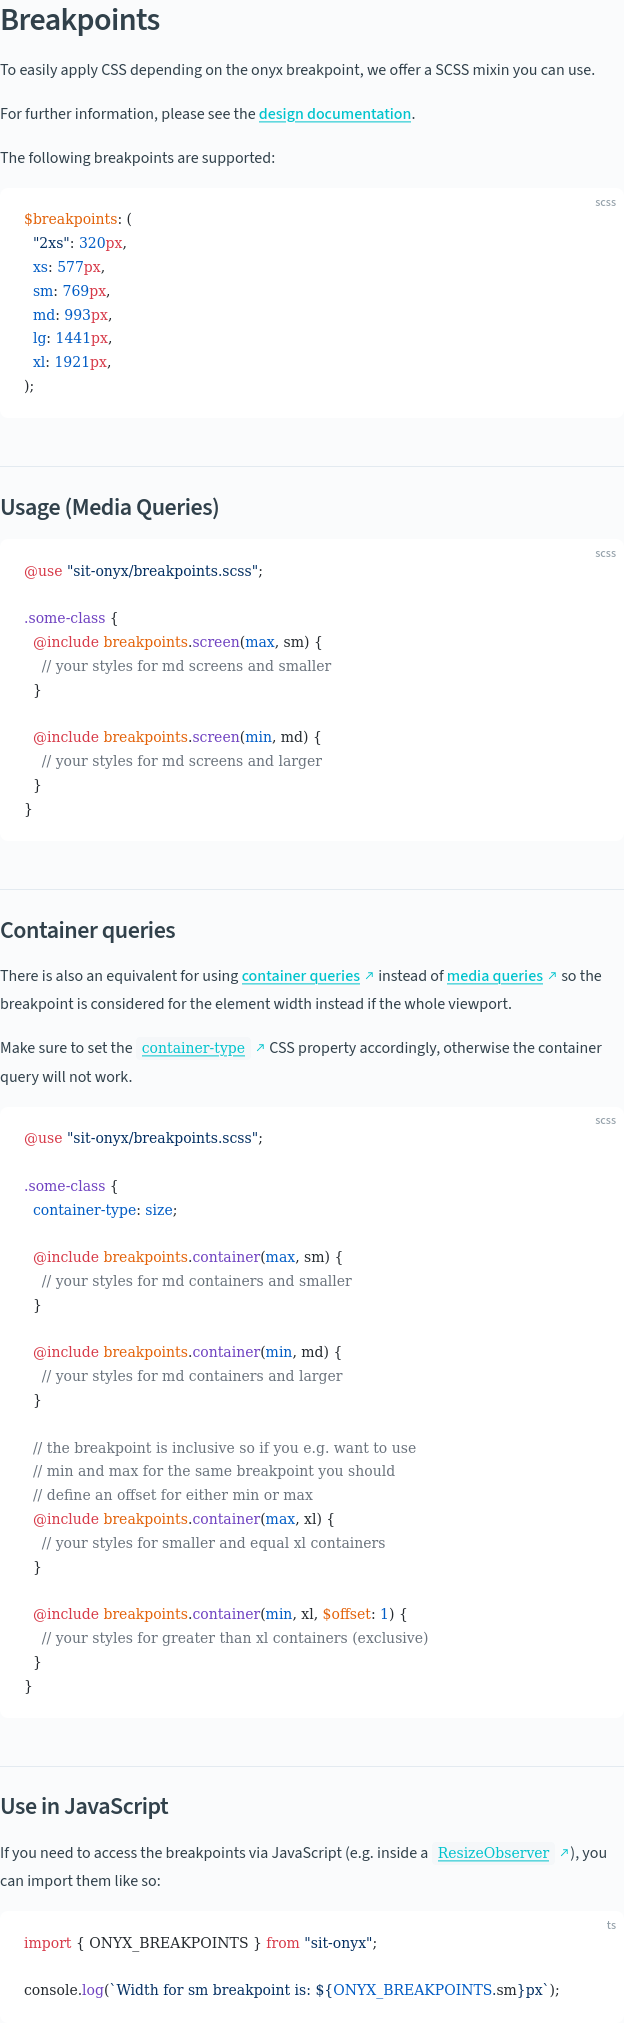 Breakpoints
To easily apply CSS depending on the onyx breakpoint, we offer a SCSS mixin you can use.
For further information, please see the design documentation.
The following breakpoints are supported:
scss
$breakpoints: (
  "2xs": 320px,
  xs: 577px,
  sm: 769px,
  md: 993px,
  lg: 1441px,
  xl: 1921px,
);
Usage (Media Queries)
scss
@use "sit-onyx/breakpoints.scss";
.some-class {
  @include breakpoints.screen(max, sm) {
    // your styles for md screens and smaller
  }
  @include breakpoints.screen(min, md) {
    // your styles for md screens and larger
  }
}
Container queries
There is also an equivalent for using container queries ↗ instead of media queries ↗ so the
breakpoint is considered for the element width instead if the whole viewport.
Make sure to set the container-type ↗ CSS property accordingly, otherwise the container
query will not work.
scss
@use "sit-onyx/breakpoints.scss";
.some-class {
  container-type: size;
  @include breakpoints.container(max, sm) {
    // your styles for md containers and smaller
  }
  @include breakpoints.container(min, md) {
    // your styles for md containers and larger
  }
  // the breakpoint is inclusive so if you e.g. want to use
  // min and max for the same breakpoint you should
  // define an offset for either min or max
  @include breakpoints.container(max, xl) {
    // your styles for smaller and equal xl containers
  }
  @include breakpoints.container(min, xl, $offset: 1) {
    // your styles for greater than xl containers (exclusive)
  }
}
Use in JavaScript
If you need to access the breakpoints via JavaScript (e.g. inside a ResizeObserver ↗), you
can import them like so:
ts
import { ONYX_BREAKPOINTS } from "sit-onyx";
console.log(`Width for sm breakpoint is: ${ONYX_BREAKPOINTS.sm}px`);